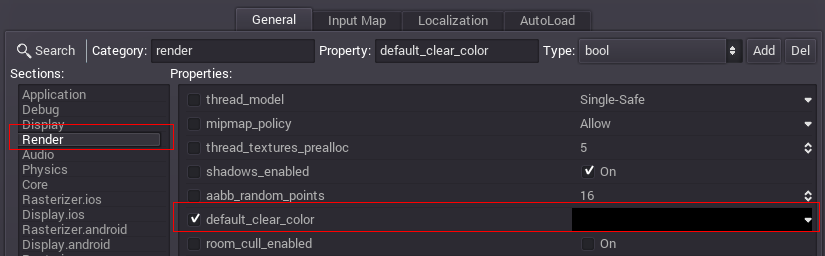 General Input Map Localization AutoLoad
Search Category: render Property: default_clear_color Type: bool Add Del
Sections: Properties:
Application
Debug
Display
Render
Audio
Physics
Core
Rasterizer.ios
Display.ios
Rasterizer.android
Display.android
thread_model Single-Safe
mipmap_policy Allow
thread_textures_prealloc 5
shadows_enabled On
aabb_random_points 16
default_clear_color
room_cull_enabled On